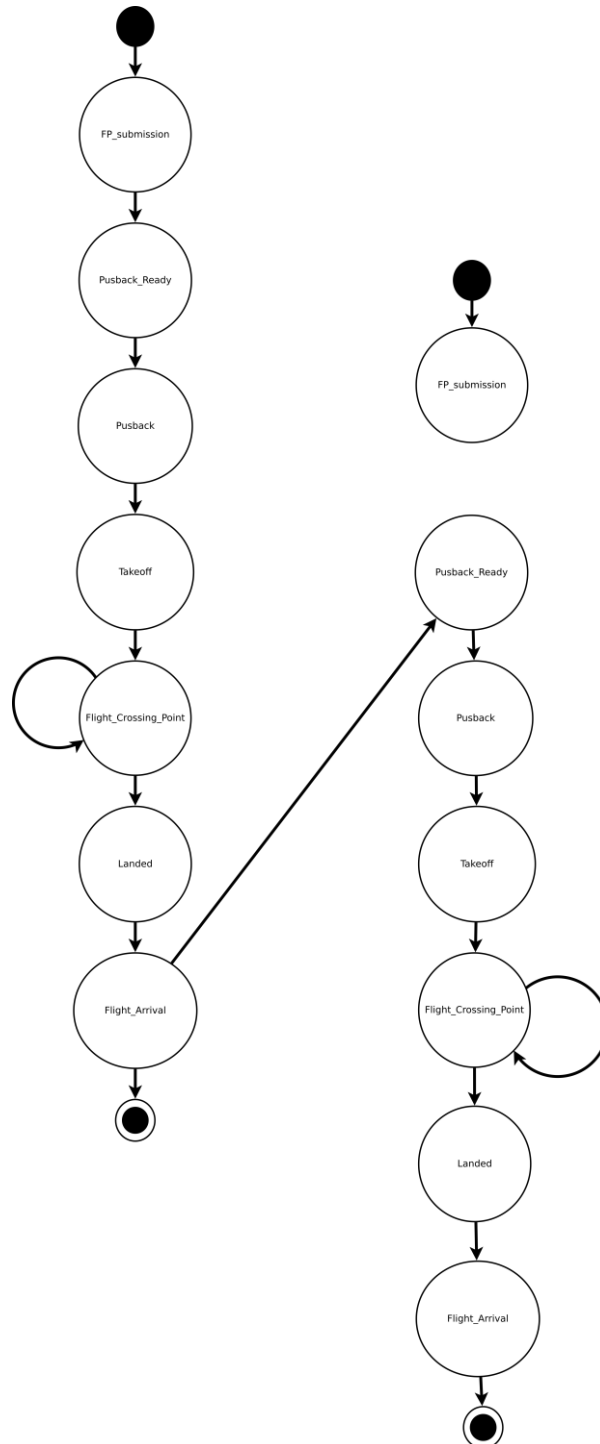 FP_submission
Pusback_Ready
Pusback
Takeoff
Flight_Crossing_Point
Landed
Flight_Arrival
FP_submission
Pusback_Ready
Pusback
Takeoff
Flight_Crossing_Point
Landed
Flight_Arrival